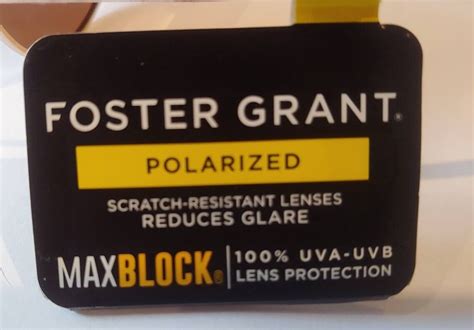 FOSTER GRANT®
POLARIZED
SCRATCH-RESISTANT LENSES
REDUCES GLARE
MAXBLOCK®
100% UVA-UVB
LENS PROTECTION